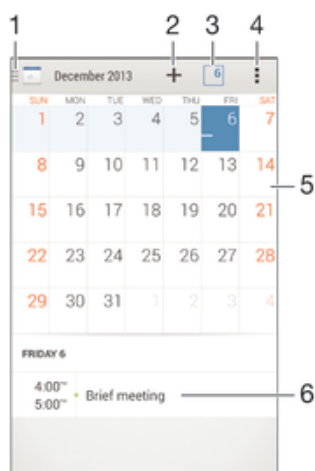 1 2 3 4
December 2013 6
SUN MON TUE WED THU FRI SAT
1 2 3 4 5 6 7
8 9 10 11 12 13 14
5
15 16 17 18 19 20 21
22 23 24 25 26 27 28
29 30 31 1 2 3 4
FRIDAY 6
4:00PM
Brief meeting 6
5:00PM